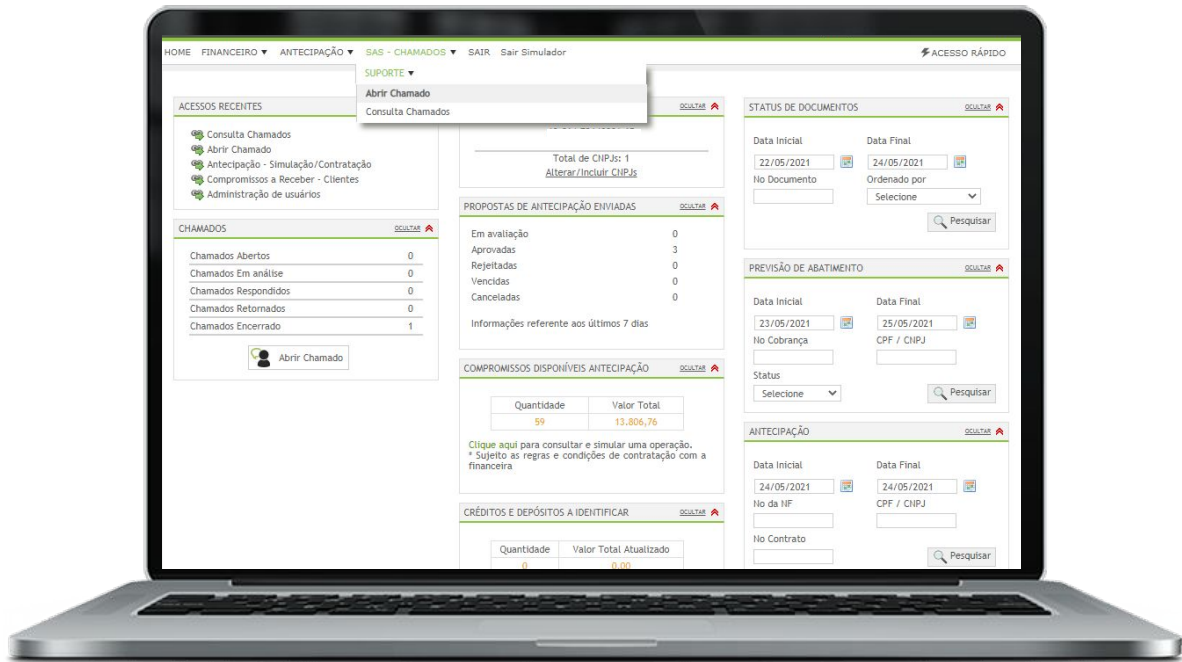 HOME FINANCEIRO ▼ ANTECIPAÇÃO ▼ SAS - CHAMADOS ▼ SAIR Sair Simulador
ACESSO RÁPIDO
SUPORTE ▼
Abrir Chamado
Consulta Chamados
ACESSOS RECENTES
Consulta Chamados
Abrir Chamado
Antecipação - Simulação/Contratação
Compromissos a Receber - Clientes
Administração de usuários
CHAMADOS OCULTAR
Chamados Abertos 0
Chamados Em análise 0
Chamados Respondidos 0
Chamados Retornados 0
Chamados Encerrado 1
Abrir Chamado
OCULTAR
Total de CNPJs: 1
Alterar/Incluir CNPJs
PROPOSTAS DE ANTECIPAÇÃO ENVIADAS OCULTAR
Em avaliação 0
Aprovadas 3
Rejeitadas 0
Vencidas 0
Canceladas 0
Informações referente aos últimos 7 dias
COMPROMISSOS DISPONÍVEIS ANTECIPAÇÃO OCULTAR
Quantidade Valor Total
59 13.806,76
Clique aqui para consultar e simular uma operação.
* Sujeito as regras e condições de contratação com a
financeira
CRÉDITOS E DEPÓSITOS A IDENTIFICAR OCULTAR
Quantidade Valor Total Atualizado
0 0,00
STATUS DE DOCUMENTOS OCULTAR
Data Inicial Data Final
22/05/2021 24/05/2021
No Documento Ordenado por
Selecione
Pesquisar
PREVISÃO DE ABATIMENTO OCULTAR
Data Inicial Data Final
23/05/2021 25/05/2021
No Cobrança CPF / CNPJ
Status
Selecione Pesquisar
ANTECIPAÇÃO OCULTAR
Data Inicial Data Final
24/05/2021 24/05/2021
No da NF CPF / CNPJ
No Contrato
Pesquisar